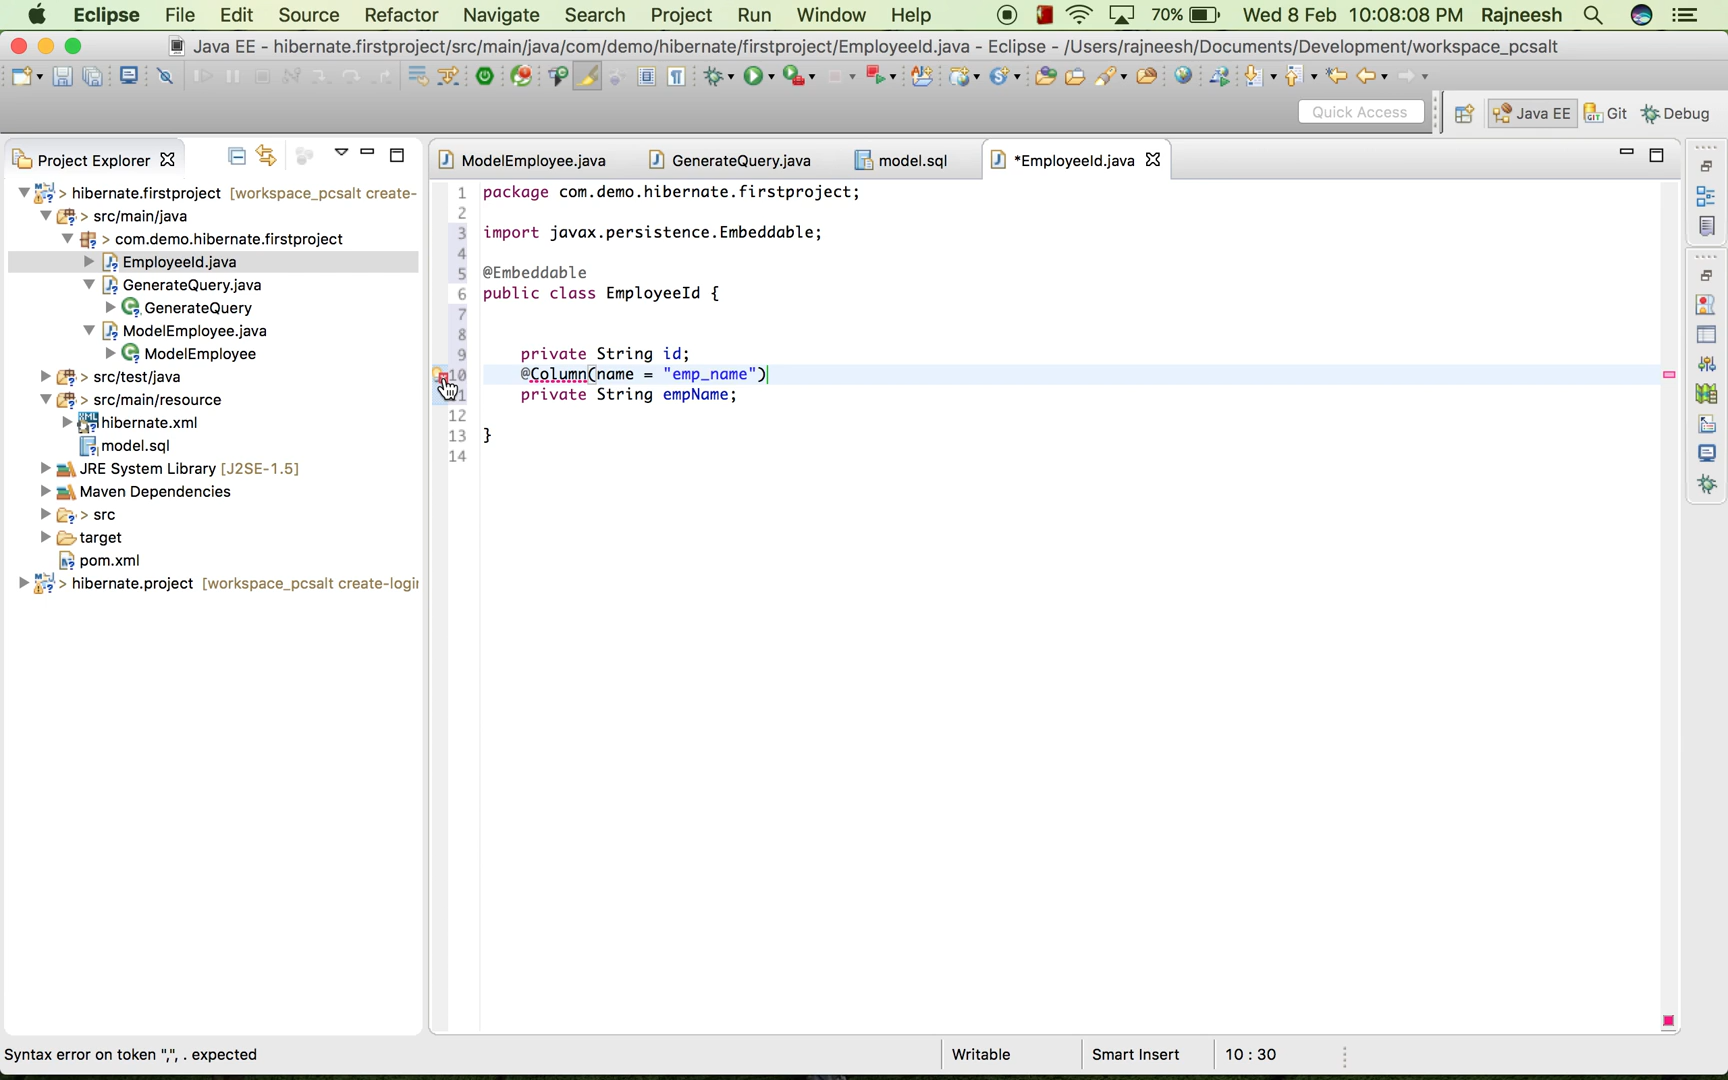 Eclipse File Edit Source Refactor Navigate Search Project Run Window Help 70% Wed 8 Feb 10:08:08 PM Rajneesh
Java EE - hibernate.firstproject/src/main/java/com/demo/hibernate/firstproject/EmployeeId.java - Eclipse - /Users/rajneesh/Documents/Development/workspace_pcsalt
Quick Access Java EE Git Debug
Project Explorer
hibernate.firstproject [workspace_pcsalt create-
src/main/java
com.demo.hibernate.firstproject
EmployeeId.java
GenerateQuery.java
GenerateQuery
ModelEmployee.java
ModelEmployee
src/test/java
src/main/resource
hibernate.xml
model.sql
JRE System Library [J2SE-1.5]
Maven Dependencies
src
target
pom.xml
hibernate.project [workspace_pcsalt create-login
ModelEmployee.java GenerateQuery.java model.sql *EmployeeId.java
1 package com.demo.hibernate.firstproject;
2
3 import javax.persistence.Embeddable;
4
5 @Embeddable
6 public class EmployeeId {
7
8
9 private String id;
10 @Column(name = "emp_name")
11 private String empName;
12
13 }
14
Syntax error on token ",", . expected Writable Smart Insert 10 : 30